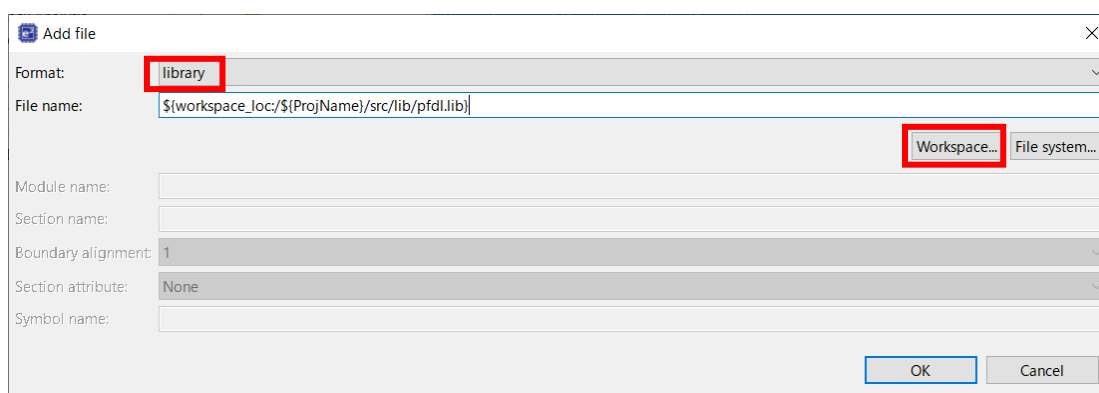 Add file
Format: library
File name: ${workspace_loc:/${ProjName}/src/lib/pfdl.lib}
Workspace... File system...
Module name:
Section name:
Boundary alignment: 1
Section attribute: None
Symbol name:
OK Cancel